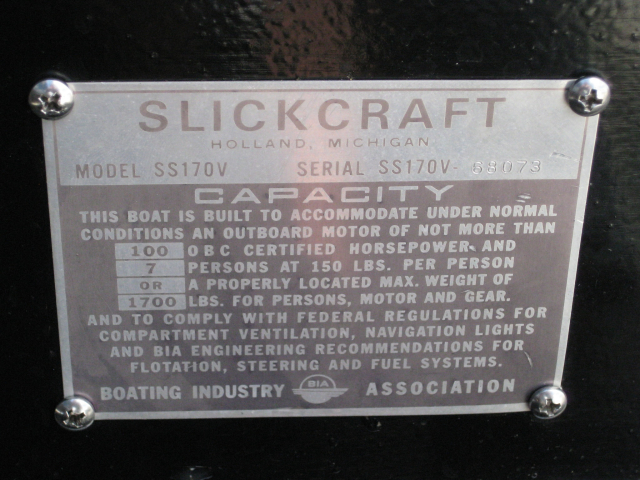 SLICKCRAFT
HOLLAND, MICHIGAN
MODEL SS170V SERIAL SS170V- 68073
CAPACITY
THIS BOAT IS BUILT TO ACCOMMODATE UNDER NORMAL
CONDITIONS AN OUTBOARD MOTOR OF NOT MORE THAN
100 OBC CERTIFIED HORSEPOWER AND
7 PERSONS AT 150 LBS. PER PERSON
OR A PROPERLY LOCATED MAX. WEIGHT OF
1700 LBS. FOR PERSONS, MOTOR AND GEAR.
AND TO COMPLY WITH FEDERAL REGULATIONS FOR
COMPARTMENT VENTILATION, NAVIGATION LIGHTS
AND BIA ENGINEERING RECOMMENDATIONS FOR
FLOTATION, STEERING AND FUEL SYSTEMS.
BOATING INDUSTRY BIA ASSOCIATION